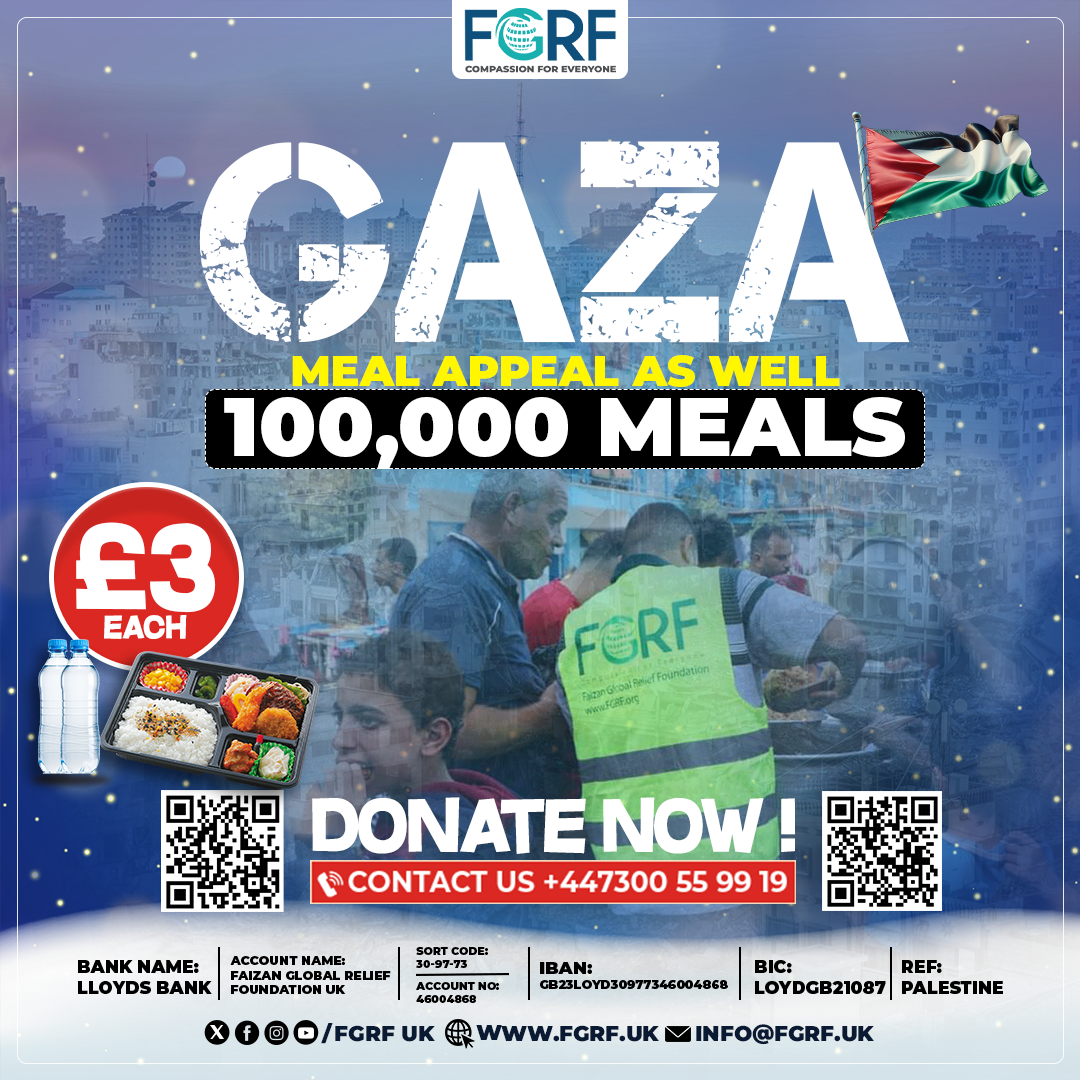 FGRF
COMPASSION FOR EVERYONE
GAZA
MEAL APPEAL AS WELL
100,000 MEALS
£3
EACH
FGRF
Faizan Global Relief Foundation
www.FGRF.org
DONATE NOW !
CONTACT US +447300 55 99 19
BANK NAME:
LLOYDS BANK
ACCOUNT NAME:
FAIZAN GLOBAL RELIEF
FOUNDATION UK
SORT CODE:
30-97-73
ACCOUNT NO:
46004868
IBAN:
GB23LOYD30977346004868
BIC:
LOYDGB21087
REF:
PALESTINE
/FGRF UK WWW.FGRF.UK INFO@FGRF.UK